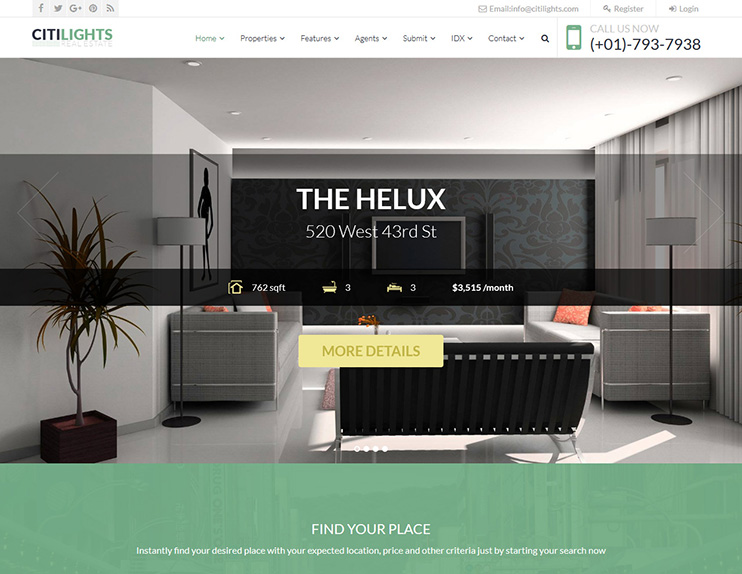 Email:info@citilights.com Register Login
CITILIGHTS
REAL ESTATE
Home Properties Features Agents Submit IDX Contact
CALL US NOW
(+01)-793-7938
THE HELUX
520 West 43rd St
762 sqft 3 3 $3,515 /month
MORE DETAILS
FIND YOUR PLACE
Instantly find your desired place with your expected location, price and other criteria just by starting your search now